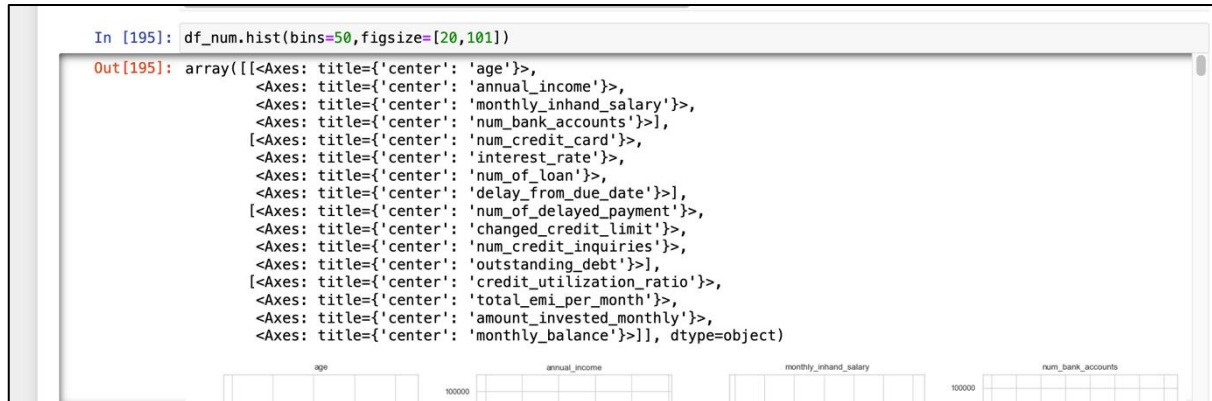 In [195]: df_num.hist(bins=50,figsize=[20,101])
Out[195]: array([[<Axes: title={'center': 'age'}>,
<Axes: title={'center': 'annual_income'}>,
<Axes: title={'center': 'monthly_inhand_salary'}>,
<Axes: title={'center': 'num_bank_accounts'}>],
[<Axes: title={'center': 'num_credit_card'}>,
<Axes: title={'center': 'interest_rate'}>,
<Axes: title={'center': 'num_of_loan'}>,
<Axes: title={'center': 'delay_from_due_date'}>],
[<Axes: title={'center': 'num_of_delayed_payment'}>,
<Axes: title={'center': 'changed_credit_limit'}>,
<Axes: title={'center': 'num_credit_inquiries'}>,
<Axes: title={'center': 'outstanding_debt'}>],
[<Axes: title={'center': 'credit_utilization_ratio'}>,
<Axes: title={'center': 'total_emi_per_month'}>,
<Axes: title={'center': 'amount_invested_monthly'}>,
<Axes: title={'center': 'monthly_balance'}>]], dtype=object)
age annual_income monthly_inhand_salary num_bank_accounts
100000 100000